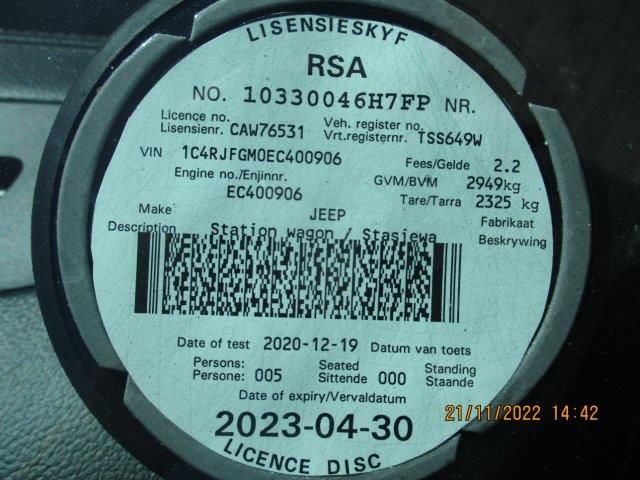 LISENSIESKYF
RSA
NO. 10330046H7FP NR.
Licence no. Veh. register no.
Lisensienr. CAW76531 Vrt.registernr. TSS649W
VIN 1C4RJFGM0EC400906 Fees/Gelde 2.2
Engine no./Enjinnr. GVM/BVM 2949kg
EC400906 Tare/Tarra 2325 kg
Make JEEP Fabrikaat
Description Station wagon / Stasiewa Beskrywing
Date of test 2020-12-19 Datum van toets
Persons: Seated Standing
Persone: 005 Sittende 000 Staande
Date of expiry/Vervaldatum
2023-04-30
LICENCE DISC
21/11/2022 14:42